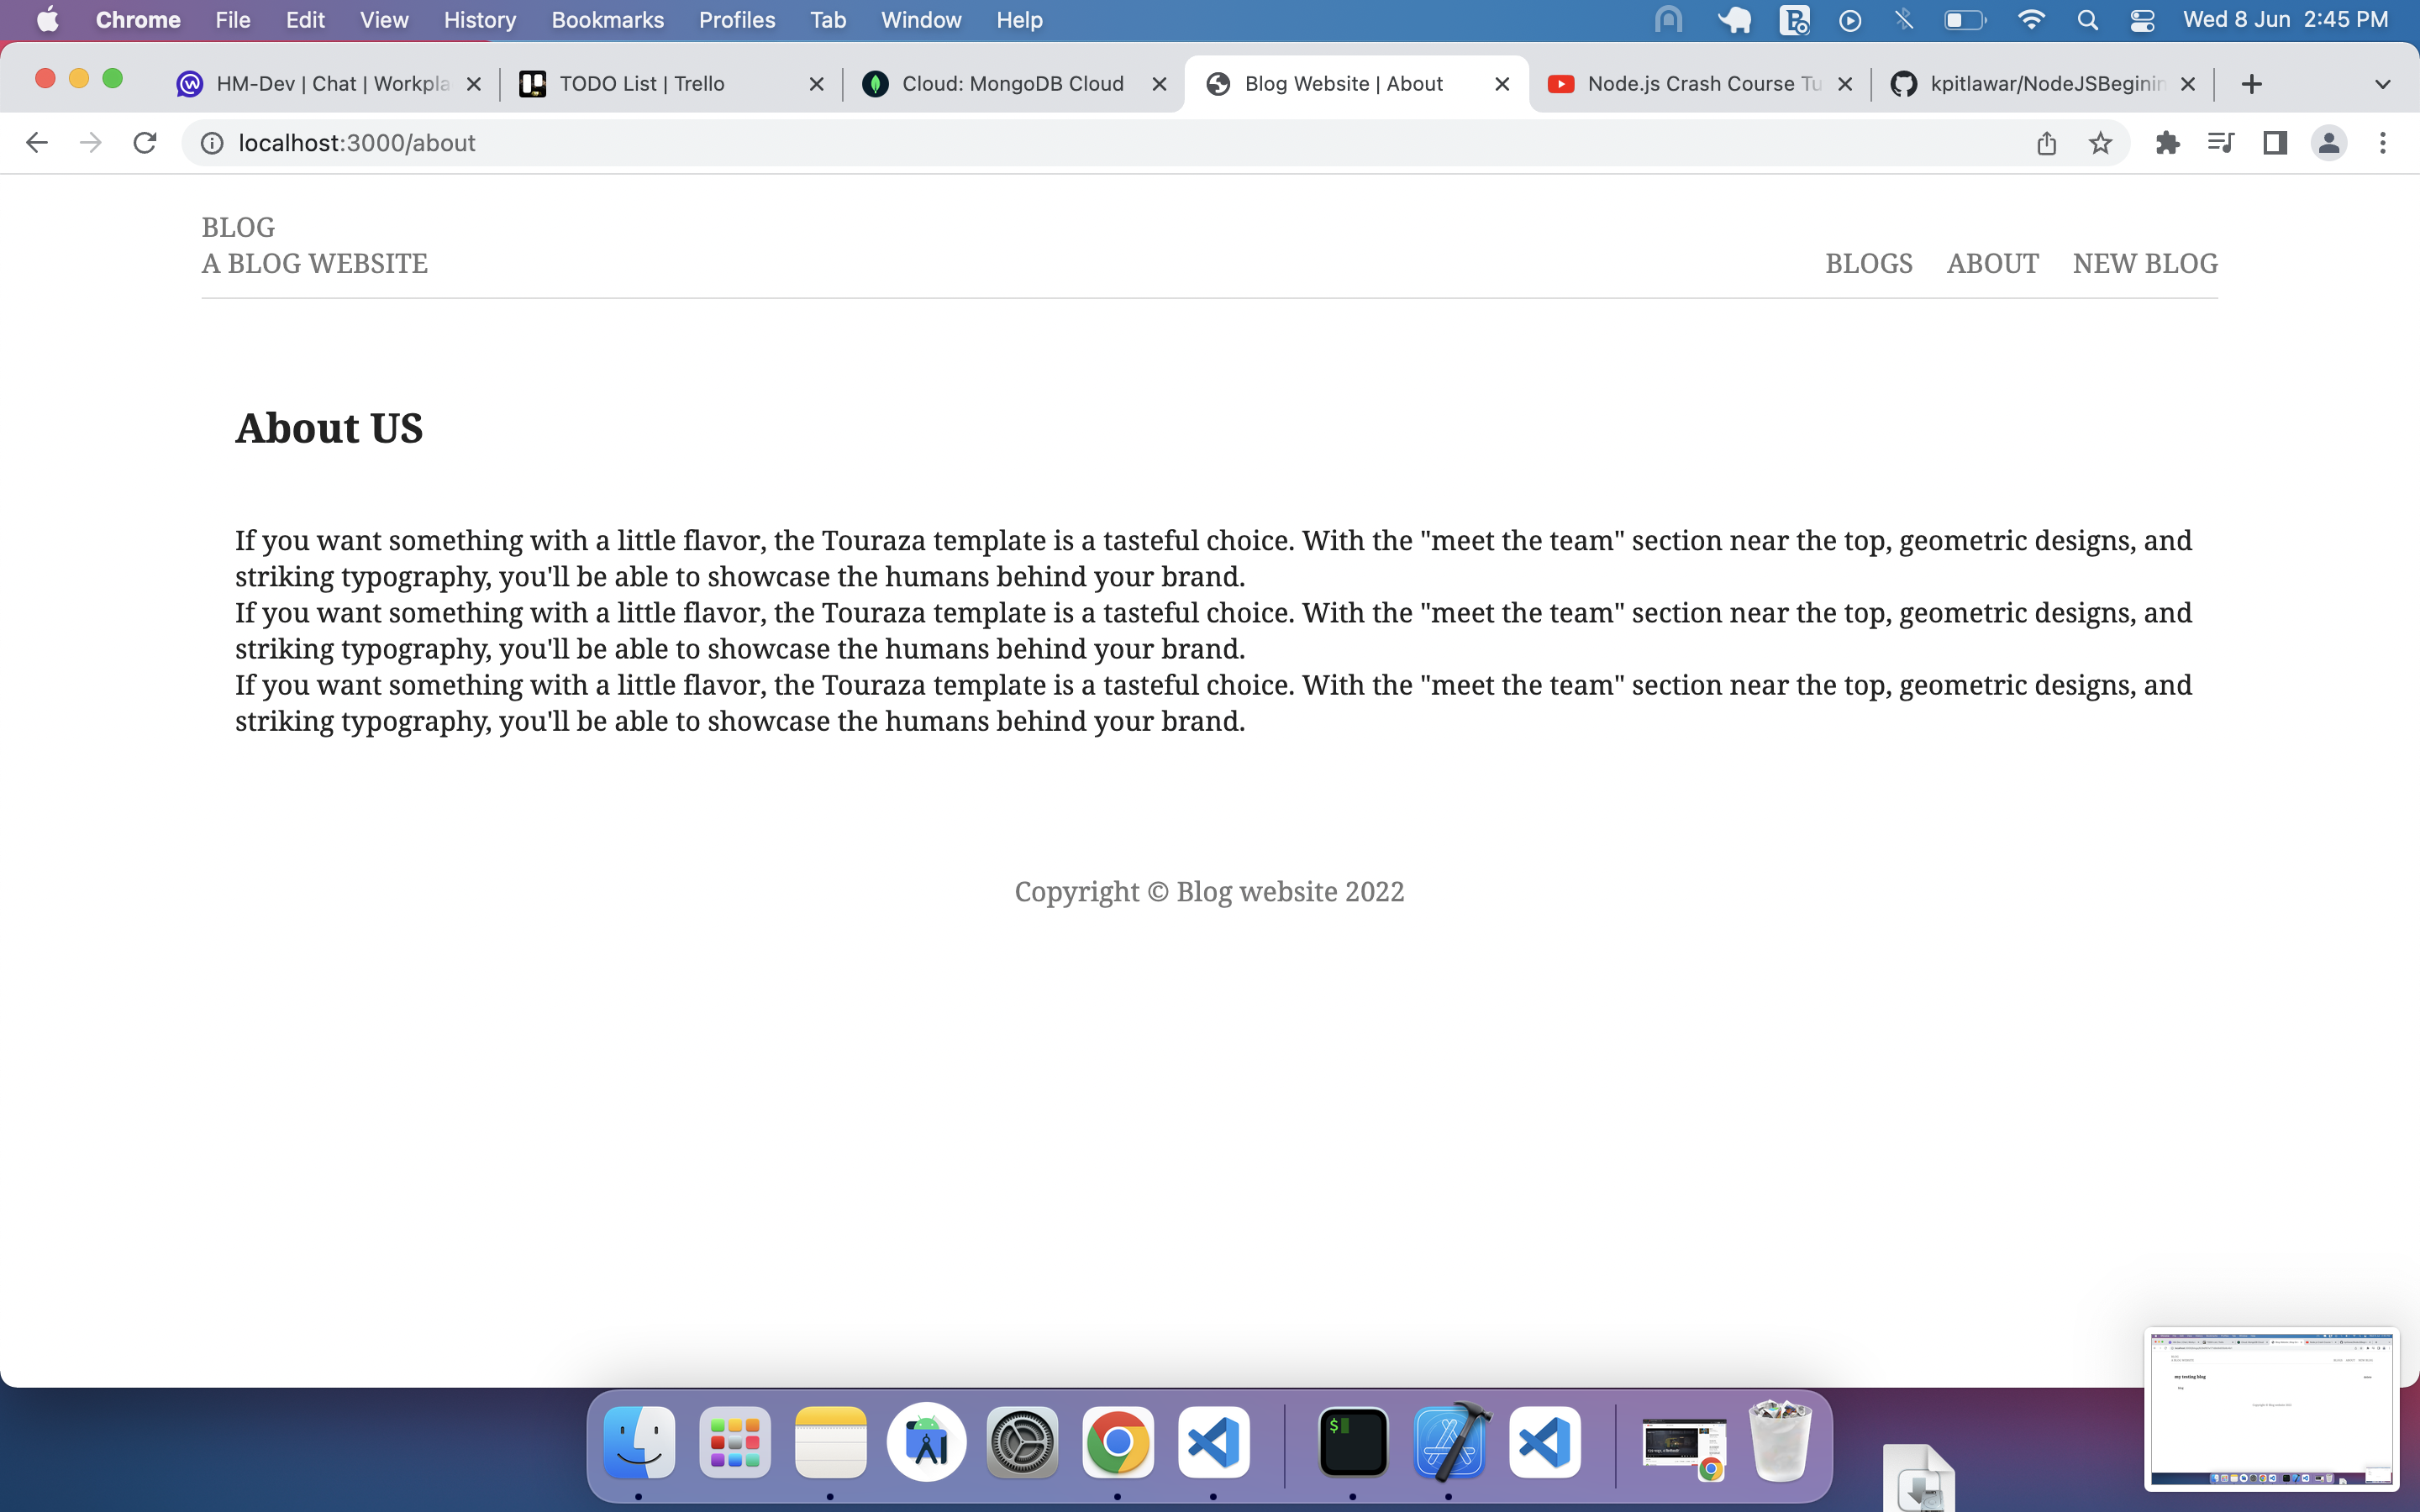 Chrome File Edit View History Bookmarks Profiles Tab Window Help Wed 8 Jun 2:45 PM
HM-Dev | Chat | Workpla TODO List | Trello Cloud: MongoDB Cloud Blog Website | About Node.js Crash Course Tu kpitlawar/NodeJSBeginin
localhost:3000/about
BLOG
A BLOG WEBSITE BLOGS ABOUT NEW BLOG
About US
If you want something with a little flavor, the Touraza template is a tasteful choice. With the "meet the team" section near the top, geometric designs, and
striking typography, you'll be able to showcase the humans behind your brand.
If you want something with a little flavor, the Touraza template is a tasteful choice. With the "meet the team" section near the top, geometric designs, and
striking typography, you'll be able to showcase the humans behind your brand.
If you want something with a little flavor, the Touraza template is a tasteful choice. With the "meet the team" section near the top, geometric designs, and
striking typography, you'll be able to showcase the humans behind your brand.
Copyright © Blog website 2022
my testing blog